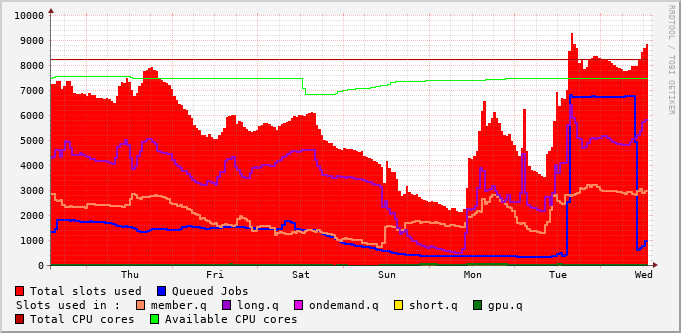 10000
9000
8000
7000
6000
5000
4000
3000
2000
1000
0
Thu Fri Sat Sun Mon Tue Wed
Total slots used Queued Jobs
Slots used in : member.q long.q ondemand.q short.q gpu.q
Total CPU cores Available CPU cores
RRDTOOL / TOBI OETIKER